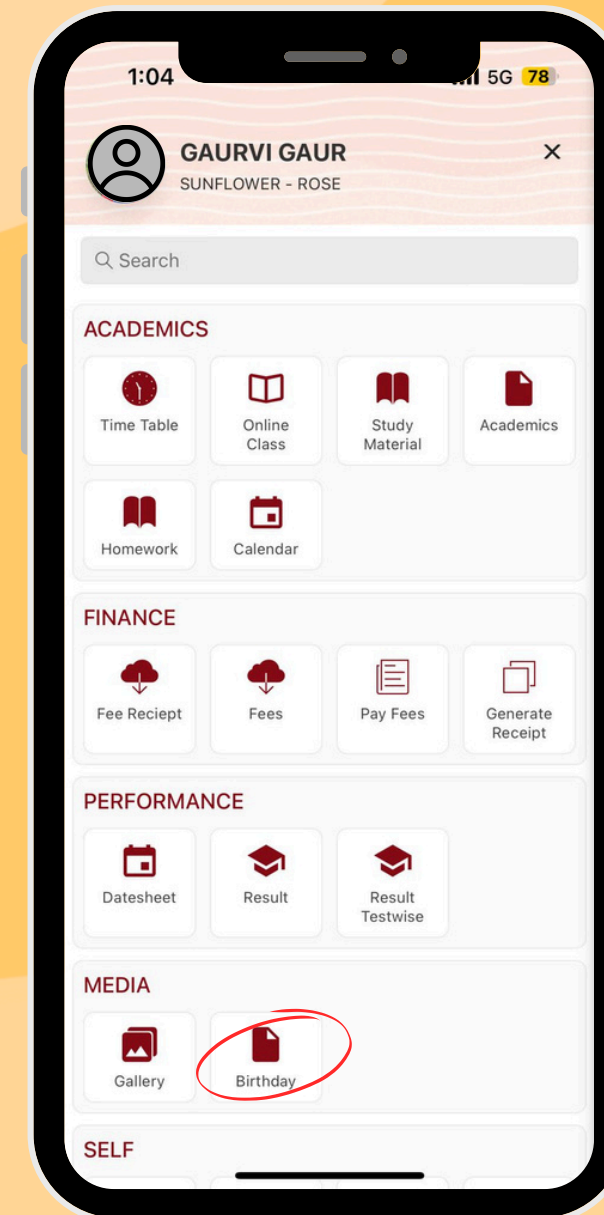 1:04
5G 78
GAURVI GAUR
SUNFLOWER - ROSE
Search
ACADEMICS
Time Table
Online
Class
Study
Material
Academics
Homework
Calendar
FINANCE
Fee Reciept
Fees
Pay Fees
Generate
Receipt
PERFORMANCE
Datesheet
Result
Result
Testwise
MEDIA
Gallery
Birthday
SELF